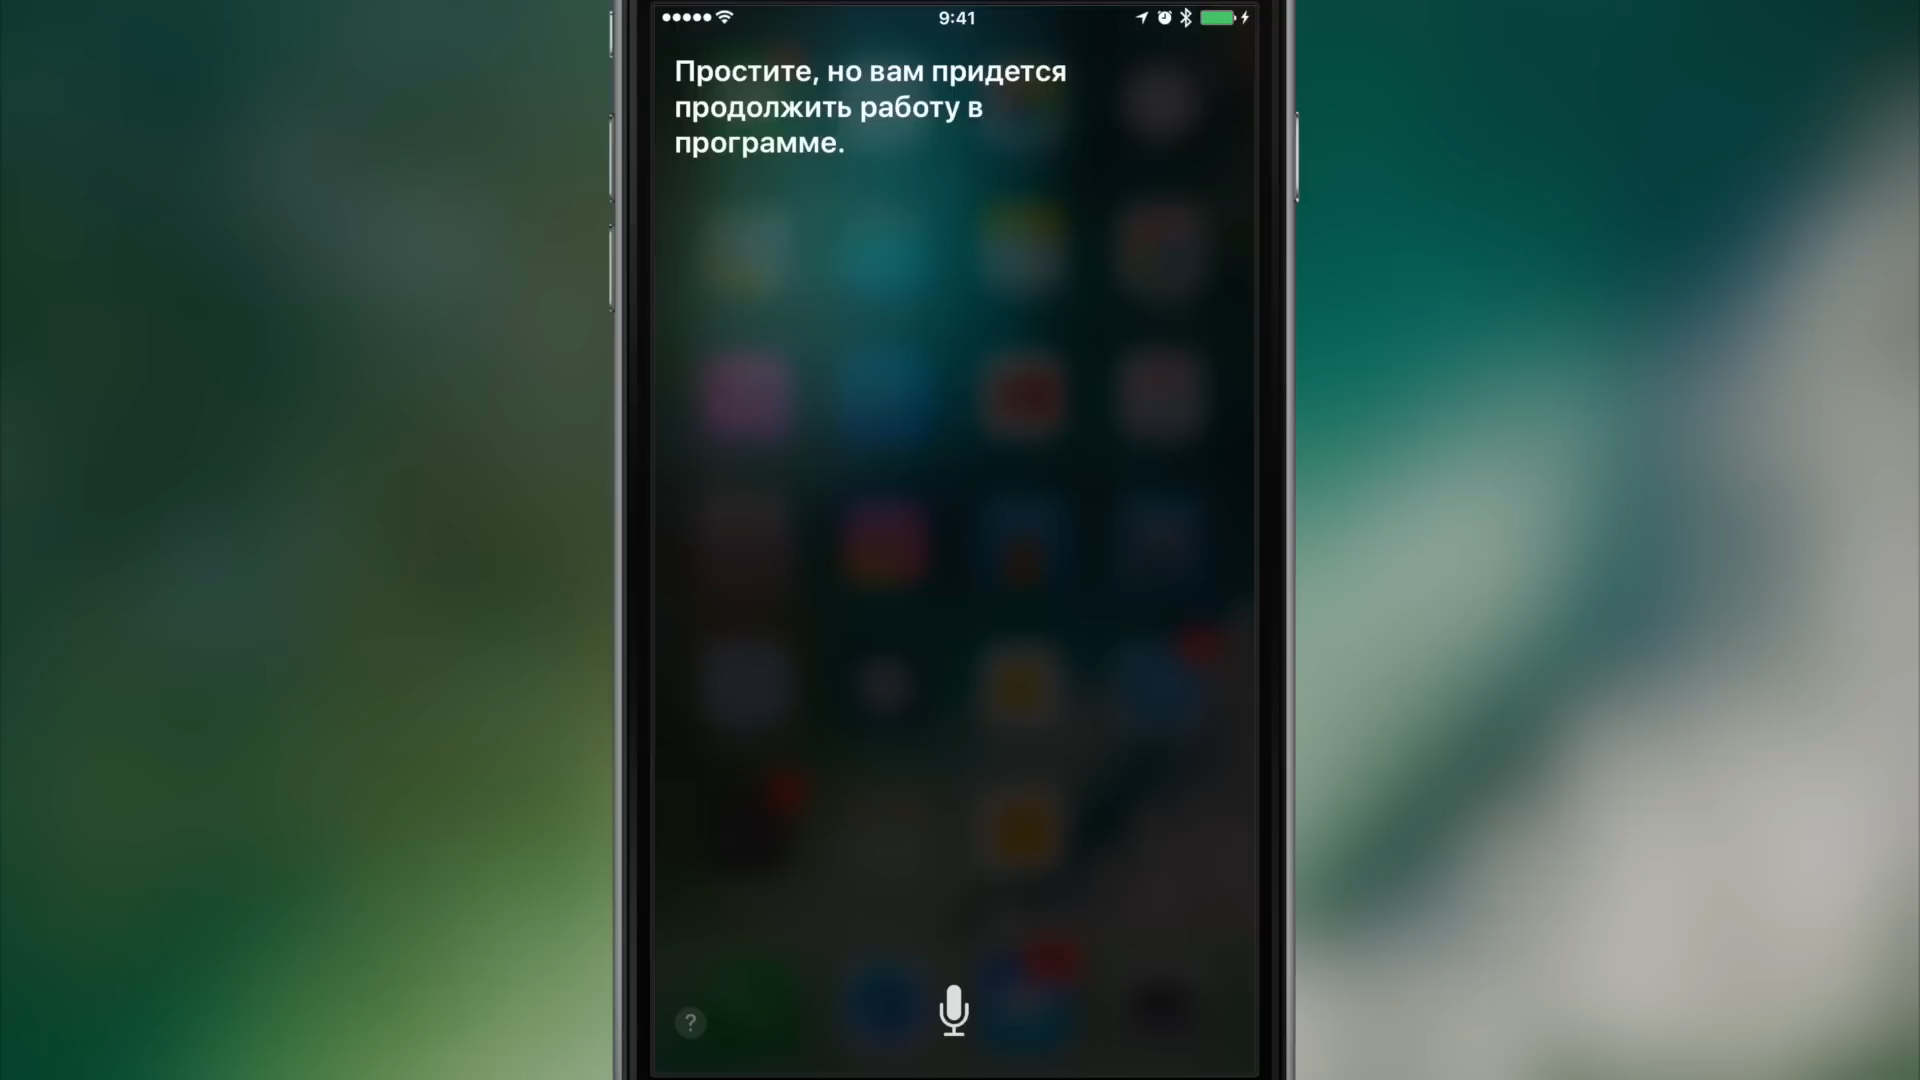 9:41
Простите, но вам придется
продолжить работу в
программе.
?